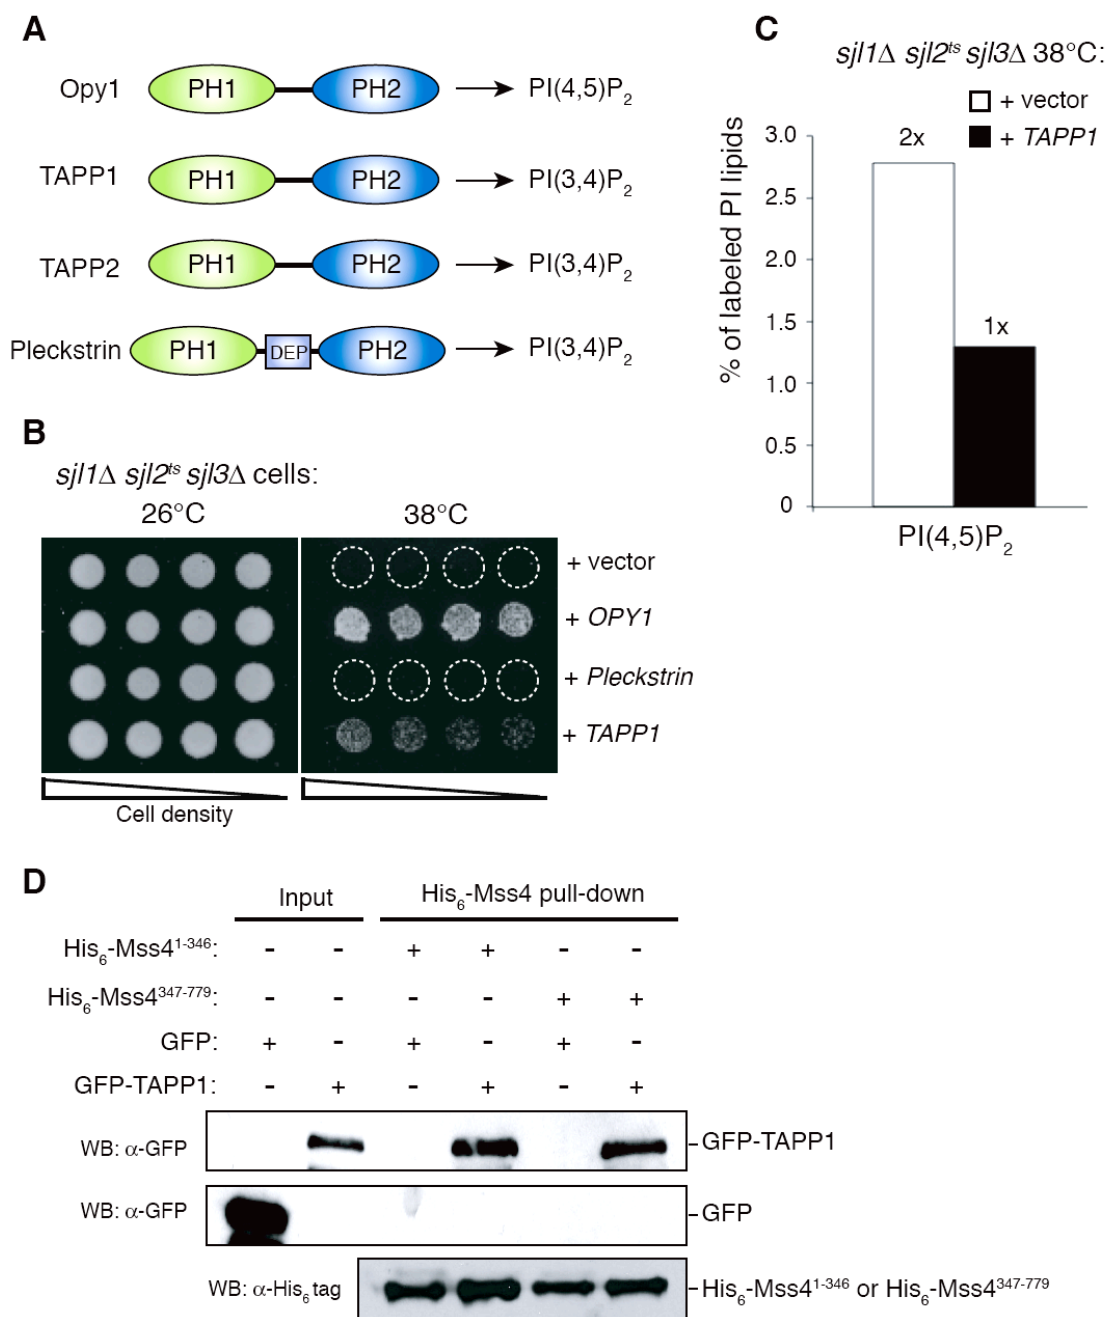 A
Opy1 PH1 PH2 PI(4,5)P2
TAPP1 PH1 PH2 PI(3,4)P2
TAPP2 PH1 PH2 PI(3,4)P2
Pleckstrin PH1 DEP PH2 PI(3,4)P2
B
sjl1Δ sjl2ts sjl3Δ cells:
26°C 38°C
+ vector
+ OPY1
+ Pleckstrin
+ TAPP1
Cell density
C
sjl1Δ sjl2ts sjl3Δ 38°C:
+ vector
+ TAPP1
% of labeled PI lipids
3.0
2.5
2.0
1.5
1.0
0.5
0
2x
1x
PI(4,5)P2
D
Input His6-Mss4 pull-down
His6-Mss41-346: - - + + - -
His6-Mss4347-779: - - - - + +
GFP: + - + - + -
GFP-TAPP1: - + - + - +
WB: α-GFP -GFP-TAPP1
WB: α-GFP -GFP
WB: α-His6 tag -His6-Mss41-346 or His6-Mss4347-779